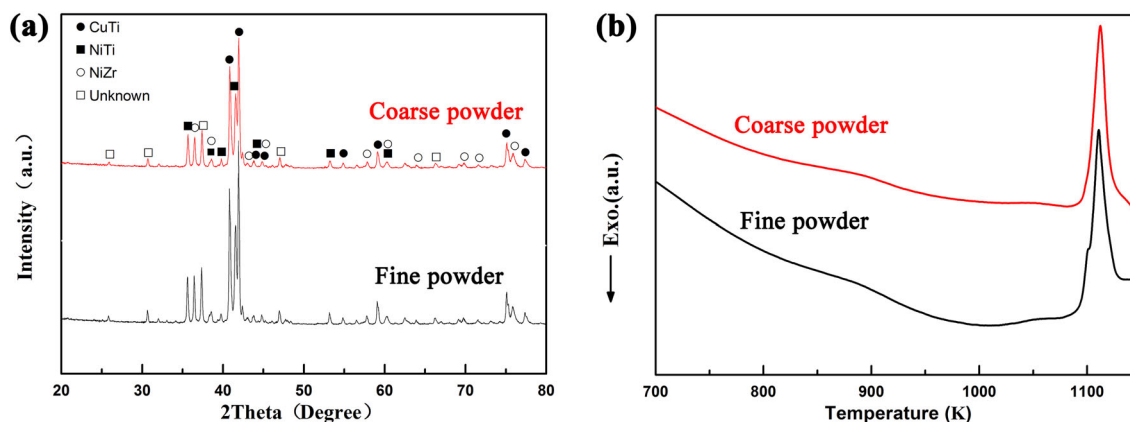 (a)
CuTi
NiTi
NiZr
Unknown
Coarse powder
Fine powder
Intensity (a.u.)
20 30 40 50 60 70 80
2Theta (Degree)
(b)
Coarse powder
Fine powder
Exo.(a.u.)
700 800 900 1000 1100
Temperature (K)